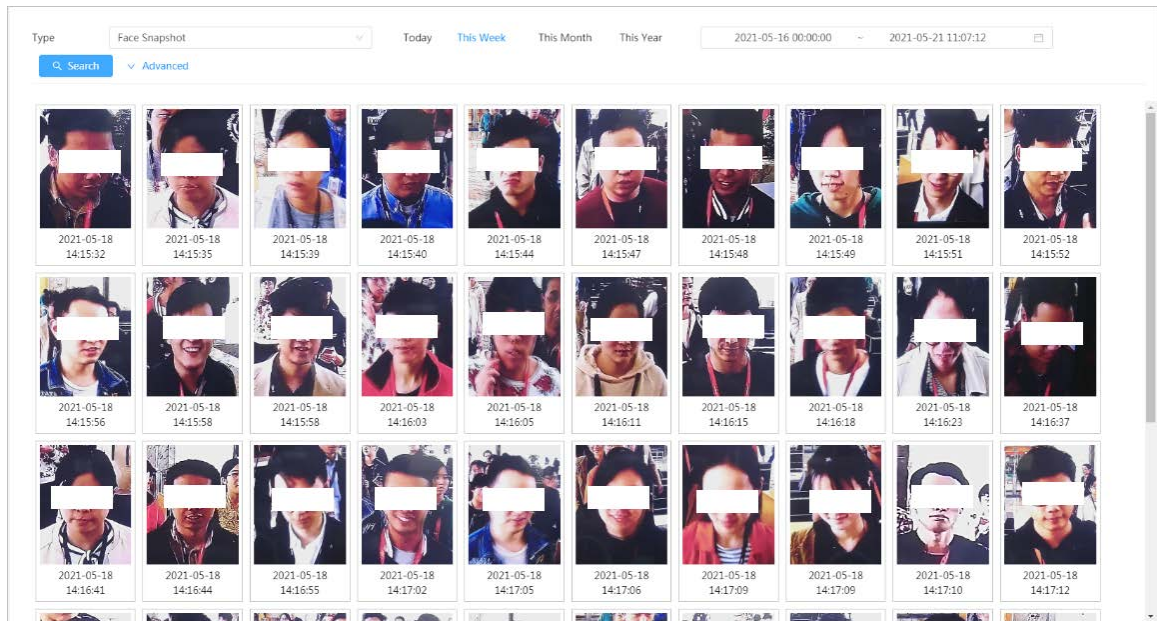 Type Face Snapshot Today This Week This Month This Year 2021-05-16 00:00:00 ~ 2021-05-21 11:07:12
Search Advanced
2021-05-18 2021-05-18 2021-05-18 2021-05-18 2021-05-18 2021-05-18 2021-05-18 2021-05-18 2021-05-18 2021-05-18
14:15:32 14:15:35 14:15:39 14:15:40 14:15:44 14:15:47 14:15:48 14:15:49 14:15:51 14:15:52
2021-05-18 2021-05-18 2021-05-18 2021-05-18 2021-05-18 2021-05-18 2021-05-18 2021-05-18 2021-05-18 2021-05-18
14:15:56 14:15:58 14:15:58 14:16:03 14:16:05 14:16:11 14:16:15 14:16:18 14:16:23 14:16:37
2021-05-18 2021-05-18 2021-05-18 2021-05-18 2021-05-18 2021-05-18 2021-05-18 2021-05-18 2021-05-18 2021-05-18
14:16:41 14:16:44 14:16:55 14:17:02 14:17:05 14:17:06 14:17:09 14:17:09 14:17:10 14:17:12